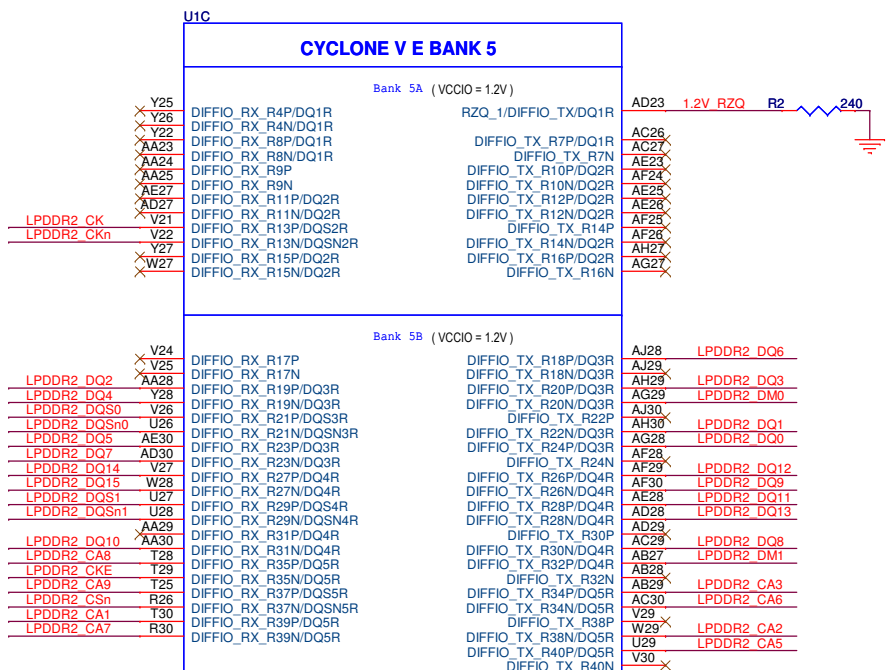 U1C
CYCLONE V E BANK 5
Bank 5A ( VCCIO = 1.2V )
Y25 DIFFIO_RX_R4P/DQ1R RZQ_1/DIFFIO_TX/DQ1R AD23 1.2V_RZQ R2 240
Y26 DIFFIO_RX_R4N/DQ1R
Y22 DIFFIO_RX_R8P/DQ1R DIFFIO_TX_R7P/DQ1R AC26
AA23 DIFFIO_RX_R8N/DQ1R DIFFIO_TX_R7N AC27
AA24 DIFFIO_RX_R9P DIFFIO_TX_R10P/DQ2R AE23
AA25 DIFFIO_RX_R9N DIFFIO_TX_R10N/DQ2R AF24
AE27 DIFFIO_RX_R11P/DQ2R DIFFIO_TX_R12P/DQ2R AE25
AD27 DIFFIO_RX_R11N/DQ2R DIFFIO_TX_R12N/DQ2R AE26
LPDDR2_CK V21 DIFFIO_RX_R13P/DQS2R DIFFIO_TX_R14P AF25
LPDDR2_CKn V22 DIFFIO_RX_R13N/DQSN2R DIFFIO_TX_R14N/DQ2R AF26
Y27 DIFFIO_RX_R15P/DQ2R DIFFIO_TX_R16P/DQ2R AH27
W27 DIFFIO_RX_R15N/DQ2R DIFFIO_TX_R16N AG27
Bank 5B ( VCCIO = 1.2V )
V24 DIFFIO_RX_R17P DIFFIO_TX_R18P/DQ3R AJ28 LPDDR2_DQ6
V25 DIFFIO_RX_R17N DIFFIO_TX_R18N/DQ3R AJ29
LPDDR2_DQ2 AA28 DIFFIO_RX_R19P/DQ3R DIFFIO_TX_R20P/DQ3R AH29 LPDDR2_DQ3
LPDDR2_DQ4 Y28 DIFFIO_RX_R19N/DQ3R DIFFIO_TX_R20N/DQ3R AG29 LPDDR2_DM0
LPDDR2_DQS0 V26 DIFFIO_RX_R21P/DQS3R DIFFIO_TX_R22P AJ30
LPDDR2_DQSn0 U26 DIFFIO_RX_R21N/DQSN3R DIFFIO_TX_R22N/DQ3R AH30 LPDDR2_DQ1
LPDDR2_DQ5 AE30 DIFFIO_RX_R23P/DQ3R DIFFIO_TX_R24P/DQ3R AG28 LPDDR2_DQ0
LPDDR2_DQ7 AD30 DIFFIO_RX_R23N/DQ3R DIFFIO_TX_R24N AF28
LPDDR2_DQ14 V27 DIFFIO_RX_R27P/DQ4R DIFFIO_TX_R26P/DQ4R AF29 LPDDR2_DQ12
LPDDR2_DQ15 W28 DIFFIO_RX_R27N/DQ4R DIFFIO_TX_R26N/DQ4R AF30 LPDDR2_DQ9
LPDDR2_DQS1 U27 DIFFIO_RX_R29P/DQS4R DIFFIO_TX_R28P/DQ4R AE28 LPDDR2_DQ11
LPDDR2_DQSn1 U28 DIFFIO_RX_R29N/DQSN4R DIFFIO_TX_R28N/DQ4R AD28 LPDDR2_DQ13
AA29 DIFFIO_RX_R31P/DQ4R DIFFIO_TX_R30P AD29
LPDDR2_DQ10 AA30 DIFFIO_RX_R31N/DQ4R DIFFIO_TX_R30N/DQ4R AC29 LPDDR2_DQ8
LPDDR2_CA8 T28 DIFFIO_RX_R35P/DQ5R DIFFIO_TX_R32P/DQ4R AB27 LPDDR2_DM1
LPDDR2_CKE T29 DIFFIO_RX_R35N/DQ5R DIFFIO_TX_R32N AB28
LPDDR2_CA9 T25 DIFFIO_RX_R37P/DQS5R DIFFIO_TX_R34P/DQ5R AB29 LPDDR2_CA3
LPDDR2_CSn R26 DIFFIO_RX_R37N/DQSN5R DIFFIO_TX_R34N/DQ5R AC30 LPDDR2_CA6
LPDDR2_CA1 T30 DIFFIO_RX_R39P/DQ5R DIFFIO_TX_R38P V29
LPDDR2_CA7 R30 DIFFIO_RX_R39N/DQ5R DIFFIO_TX_R38N/DQ5R W29 LPDDR2_CA2
DIFFIO_TX_R40P/DQ5R U29 LPDDR2_CA5
DIFFIO_TX_R40N V30